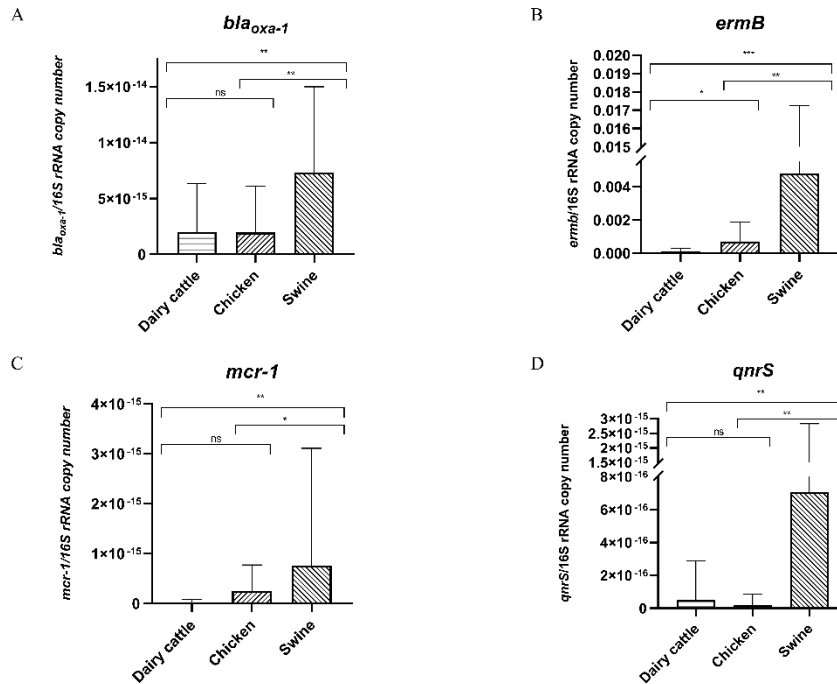 A
bla_oxa-1
**
**
ns
1.5×10⁻¹⁴
1×10⁻¹⁴
5×10⁻¹⁵
0
bla_oxa-1/16S rRNA copy number
Dairy cattle
Chicken
Swine
B
ermB
***
**
*
0.020
0.019
0.018
0.017
0.016
0.015
0.004
0.002
0.000
ermb/16S rRNA copy number
Dairy cattle
Chicken
Swine
C
mcr-1
**
*
ns
4×10⁻¹⁵
3×10⁻¹⁵
2×10⁻¹⁵
1×10⁻¹⁵
0
mcr-1/16S rRNA copy number
Dairy cattle
Chicken
Swine
D
qnrS
**
**
ns
3×10⁻¹⁵
2.5×10⁻¹⁵
2×10⁻¹⁵
1.5×10⁻¹⁵
8×10⁻¹⁶
6×10⁻¹⁶
4×10⁻¹⁶
2×10⁻¹⁶
0
qnrS/16S rRNA copy number
Dairy cattle
Chicken
Swine